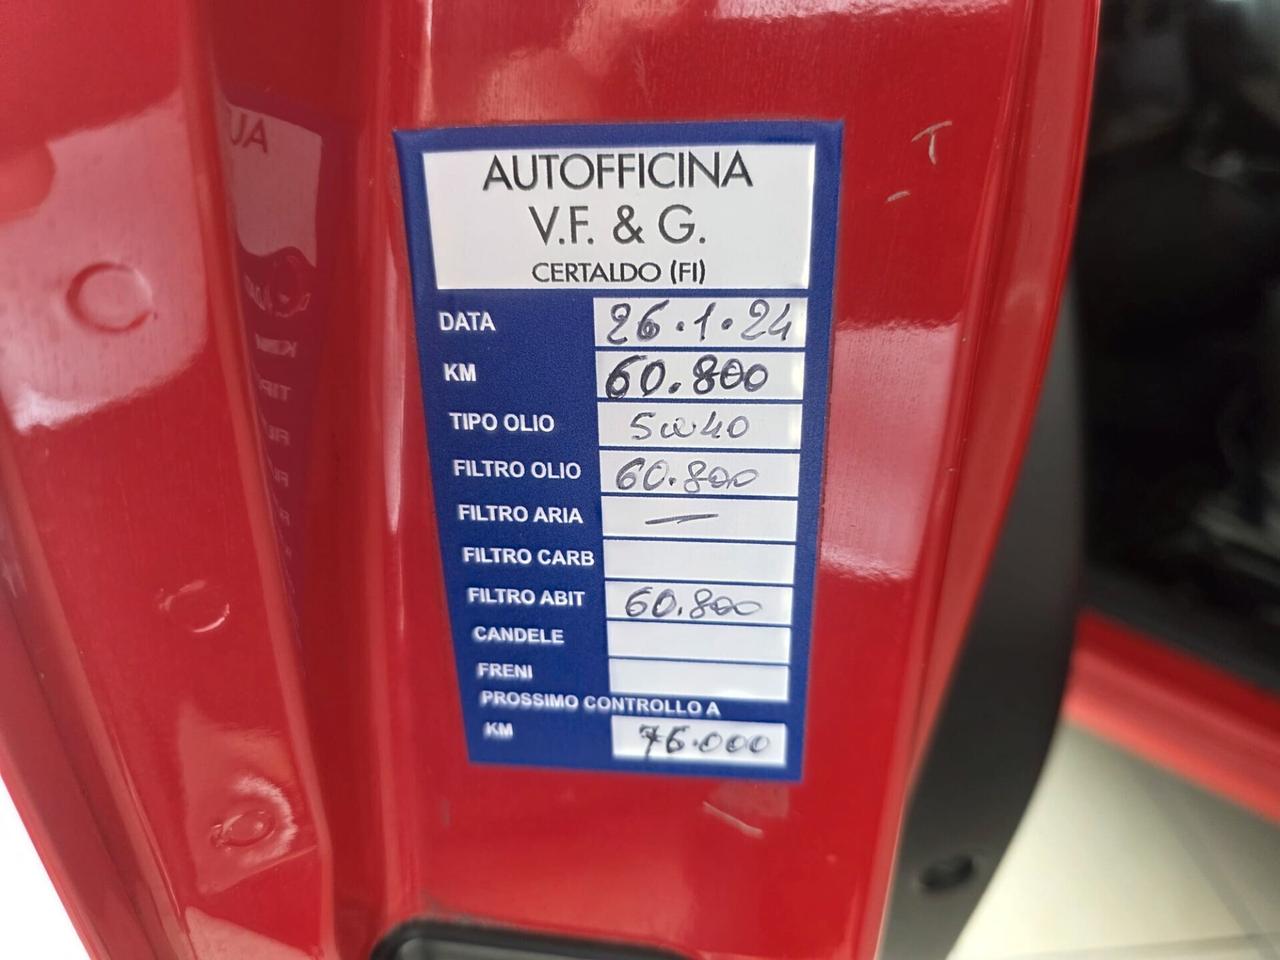 AUTOFFICINA
V.F. & G.
CERTALDO (FI)
DATA 26.1.24
KM 60.800
TIPO OLIO 5w40
FILTRO OLIO 60.800
FILTRO ARIA —
FILTRO CARB
FILTRO ABIT 60.800
CANDELE
FRENI
PROSSIMO CONTROLLO A
KM 76.000